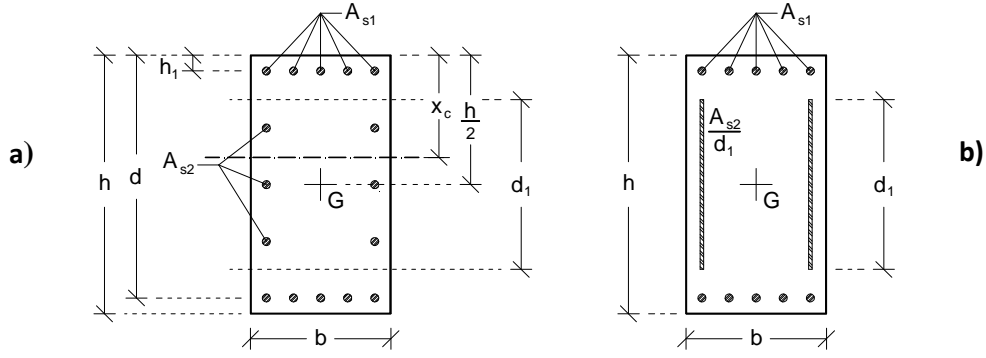 A_s1
h_1
x_c
h/2
a)
A_s2
h
d
d_1
G
b
A_s1
A_s2/d_1
b)
h
d_1
G
b